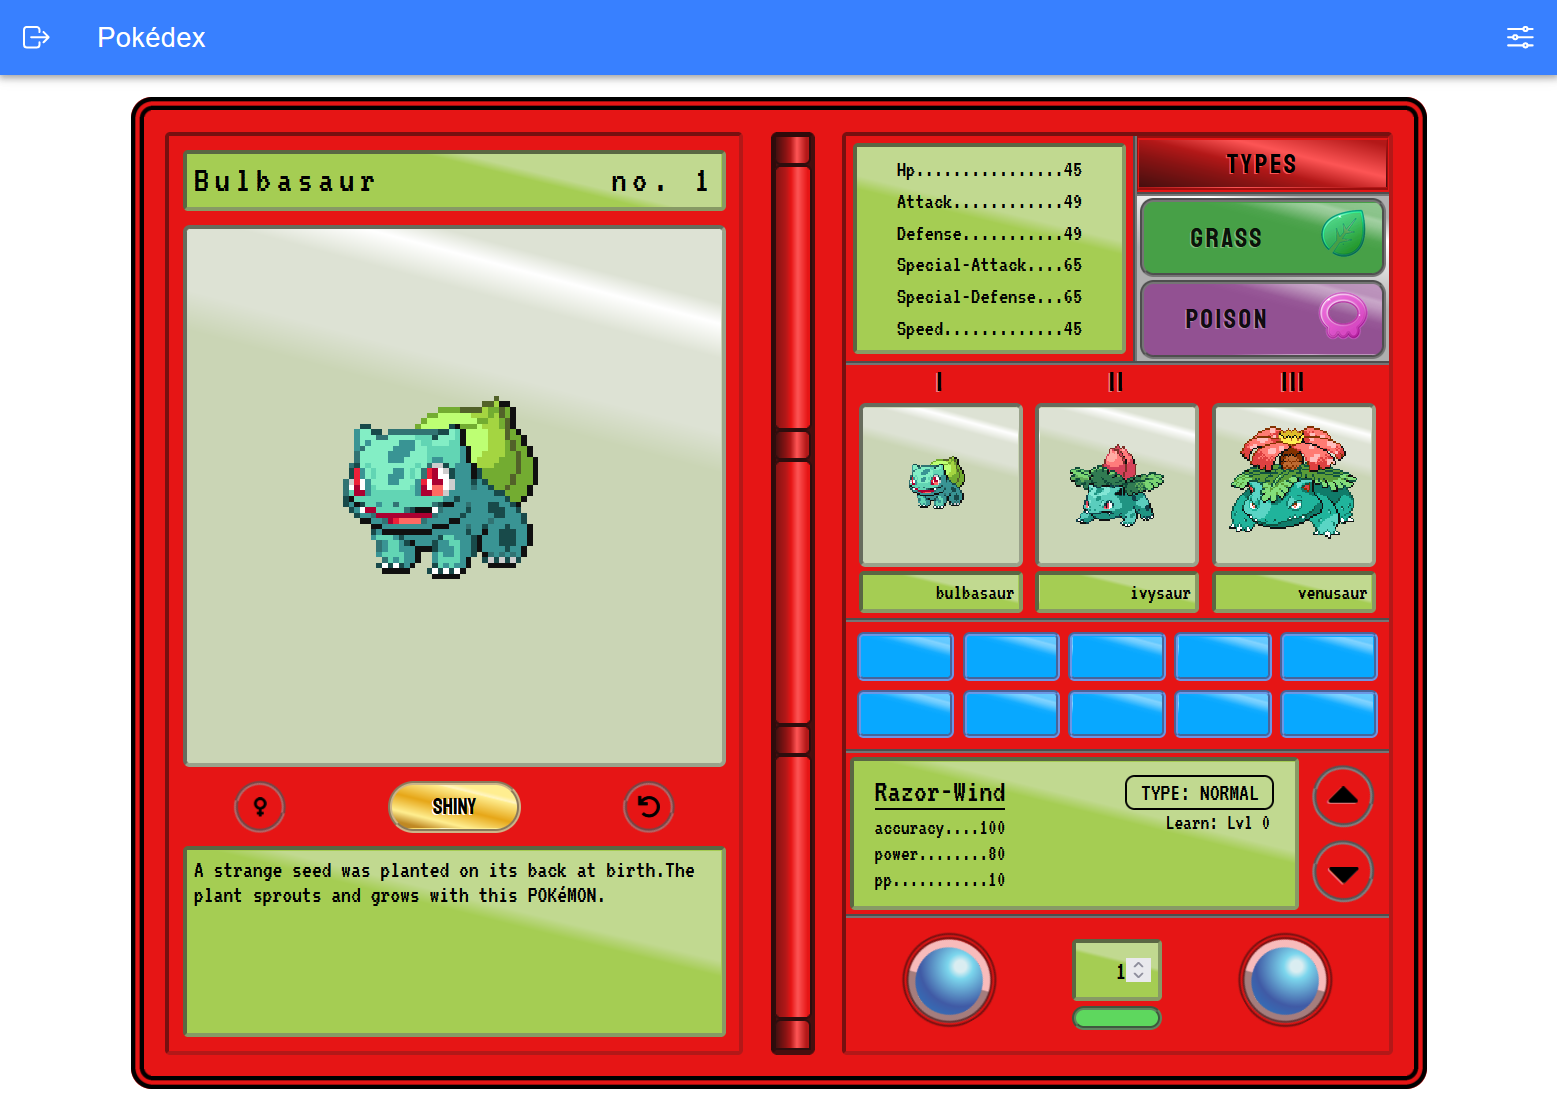 Pokédex
Bulbasaur no. 1
SHINY
A strange seed was planted on its back at birth.The
plant sprouts and grows with this POKéMON.
Hp...............45
Attack............49
Defense...........49
Special-Attack....65
Special-Defense...65
Speed.............45
TYPES
GRASS
POISON
I II III
bulbasaur ivysaur venusaur
Razor-Wind TYPE: NORMAL
Learn: Lvl 0
accuracy....100
power........80
pp...........10
1